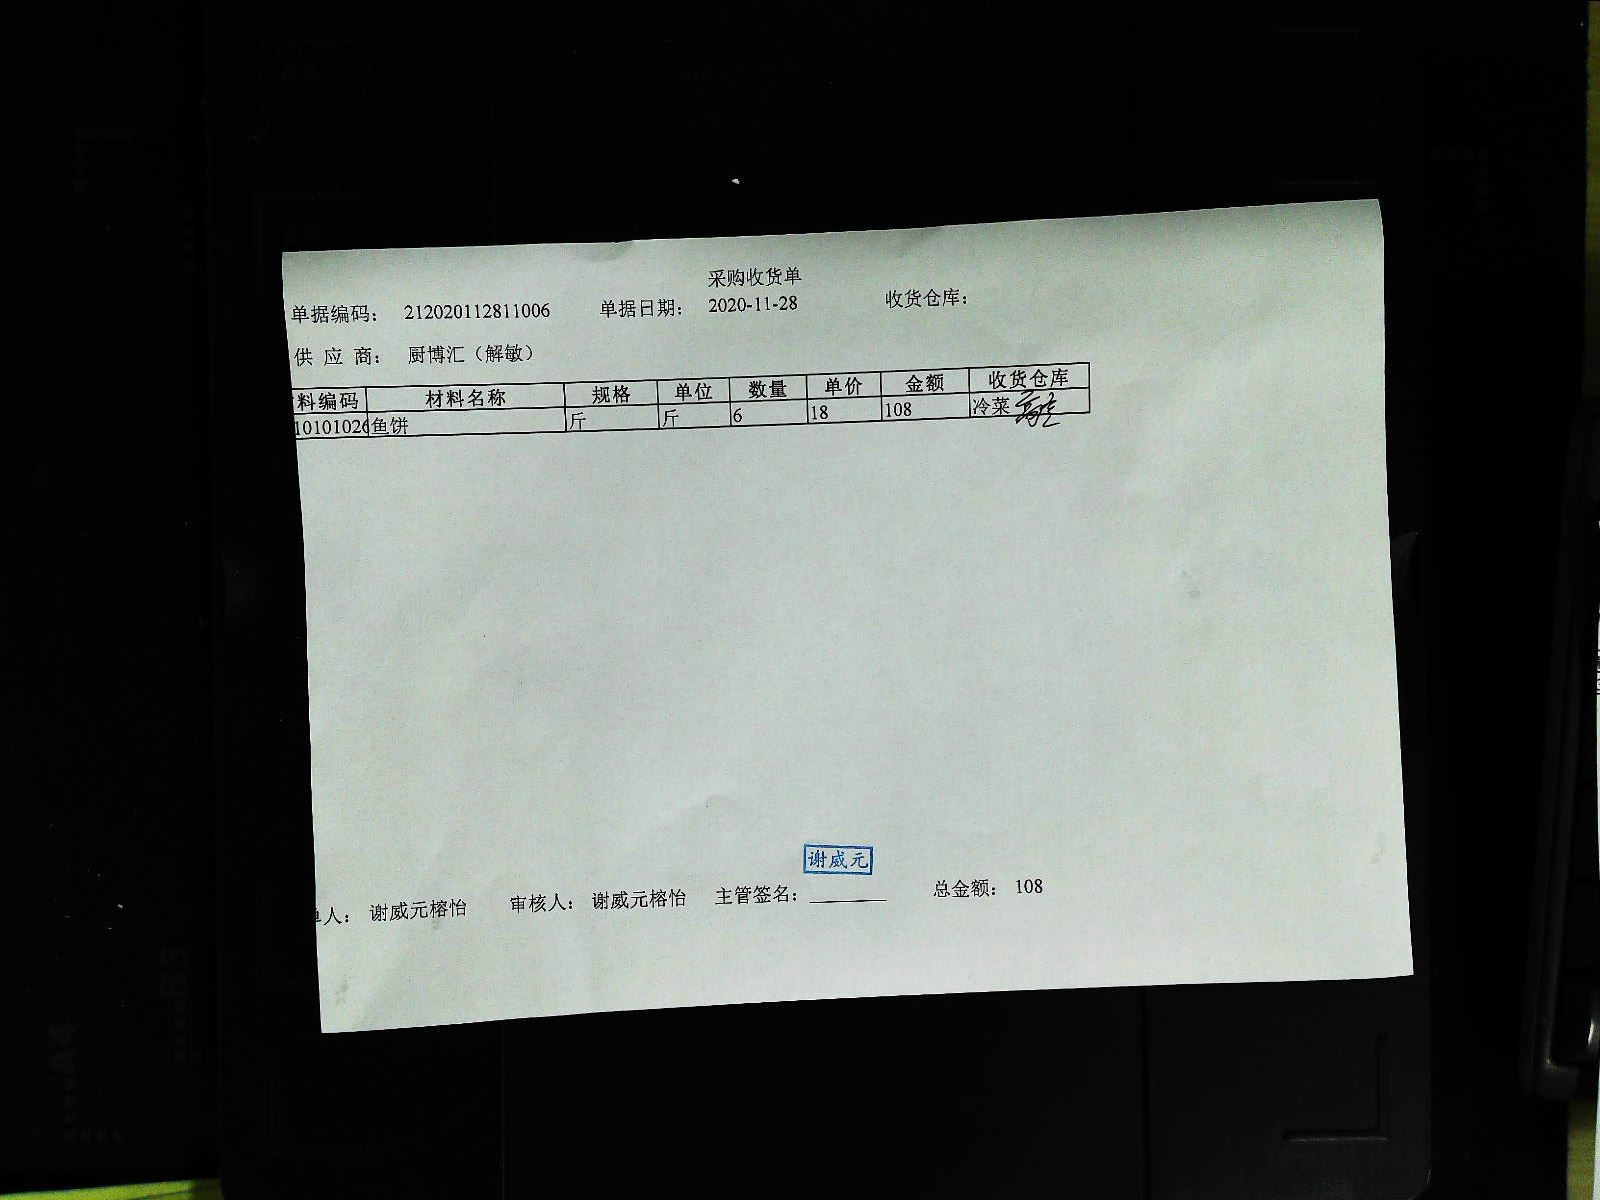 采购收货单
单据编码： 212020112811006 单据日期： 2020-11-28 收货仓库：
供 应 商： 厨博汇（解敏）
料编码 材料名称 规格 单位 数量 单价 金额 收货仓库
1010102 鱼饼 斤 斤 6 18 108 冷菜
谢威元
单人： 谢威元榕怡 审核人： 谢威元榕怡 主管签名： 总金额： 108